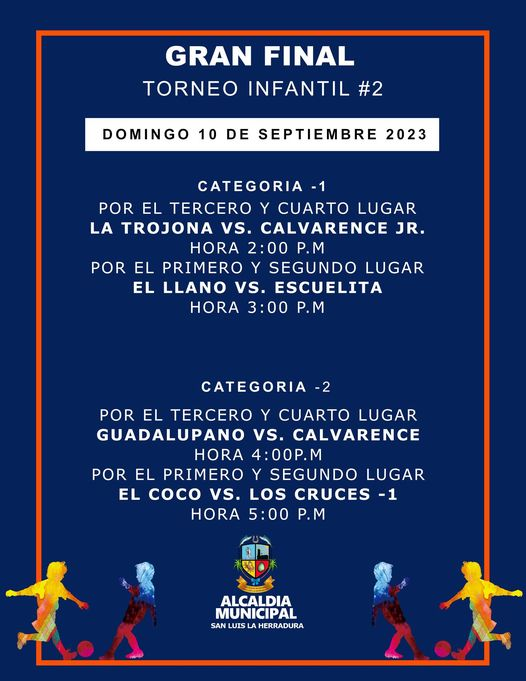 GRAN FINAL
TORNEO INFANTIL #2
DOMINGO 10 DE SEPTIEMBRE 2023
CATEGORIA -1
POR EL TERCERO Y CUARTO LUGAR
LA TROJONA VS. CALVARENCE JR.
HORA 2:00 P.M
POR EL PRIMERO Y SEGUNDO LUGAR
EL LLANO VS. ESCUELITA
HORA 3:00 P.M
CATEGORIA -2
POR EL TERCERO Y CUARTO LUGAR
GUADALUPANO VS. CALVARENCE
HORA 4:00P.M
POR EL PRIMERO Y SEGUNDO LUGAR
EL COCO VS. LOS CRUCES -1
HORA 5:00 P.M
ALCALDIA
MUNICIPAL
SAN LUIS LA HERRADURA